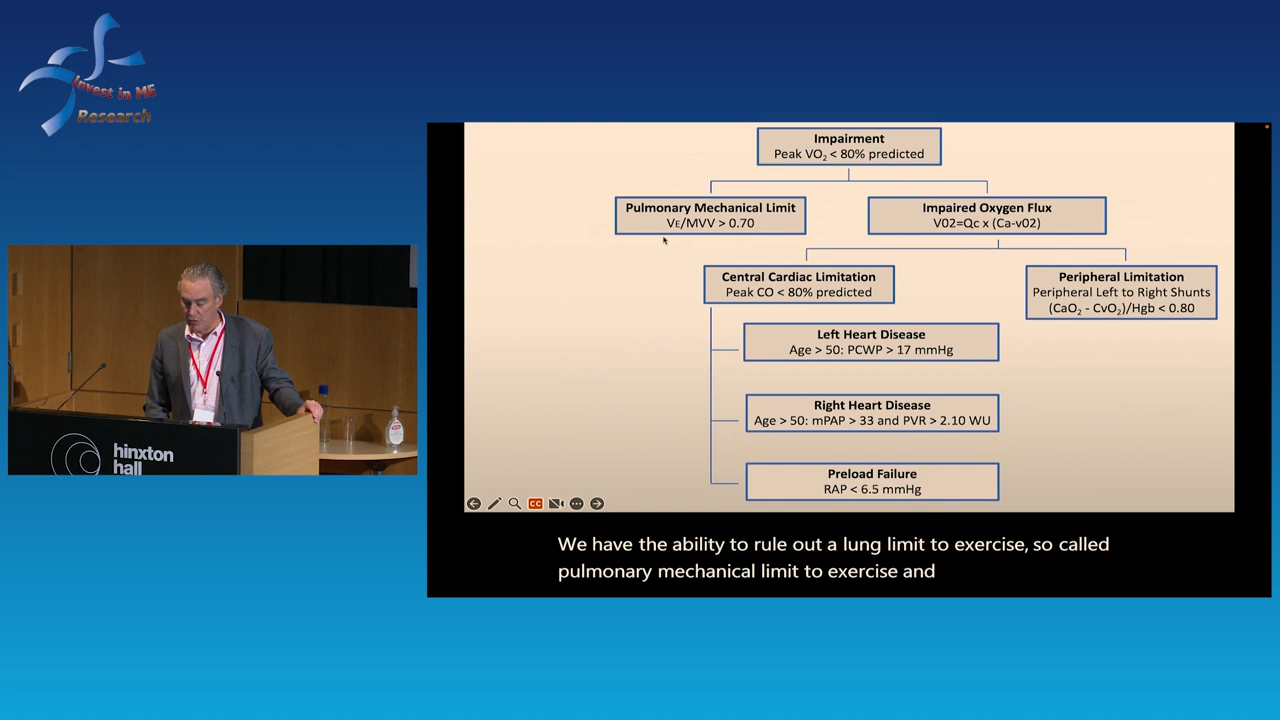 Invest in ME
Research
Impairment
Peak VO₂ < 80% predicted
Pulmonary Mechanical Limit
VE/MVV > 0.70
Impaired Oxygen Flux
V02=Qc x (Ca-v02)
Central Cardiac Limitation
Peak CO < 80% predicted
Peripheral Limitation
Peripheral Left to Right Shunts
(CaO₂ - CvO₂)/Hgb < 0.80
Left Heart Disease
Age > 50: PCWP > 17 mmHg
Right Heart Disease
Age > 50: mPAP > 33 and PVR > 2.10 WU
Preload Failure
RAP < 6.5 mmHg
CC
We have the ability to rule out a lung limit to exercise, so called
pulmonary mechanical limit to exercise and
hinxton
hall